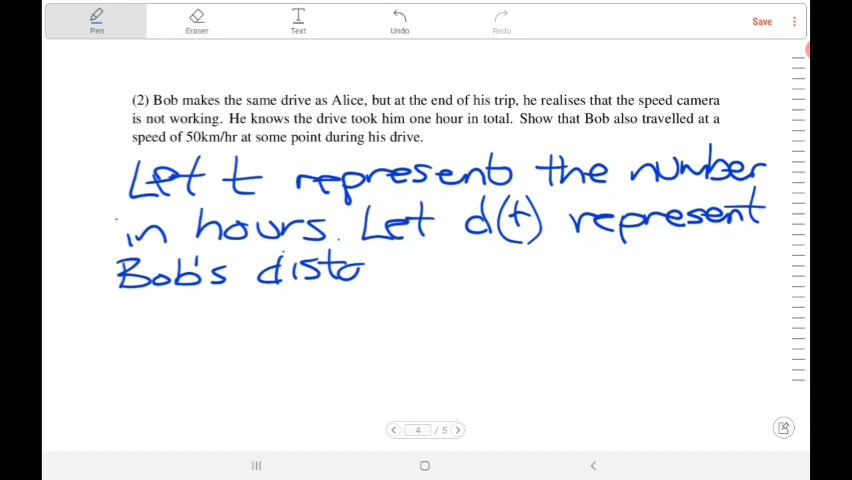 Pen
Eraser
Text
Undo
Redo
Save
(2) Bob makes the same drive as Alice, but at the end of his trip, he realises that the speed camera
is not working. He knows the drive took him one hour in total. Show that Bob also travelled at a
speed of 50km/hr at some point during his drive.
Let t represents the number
in hours. Let d(t) represent
Bob's dista
4 / 5